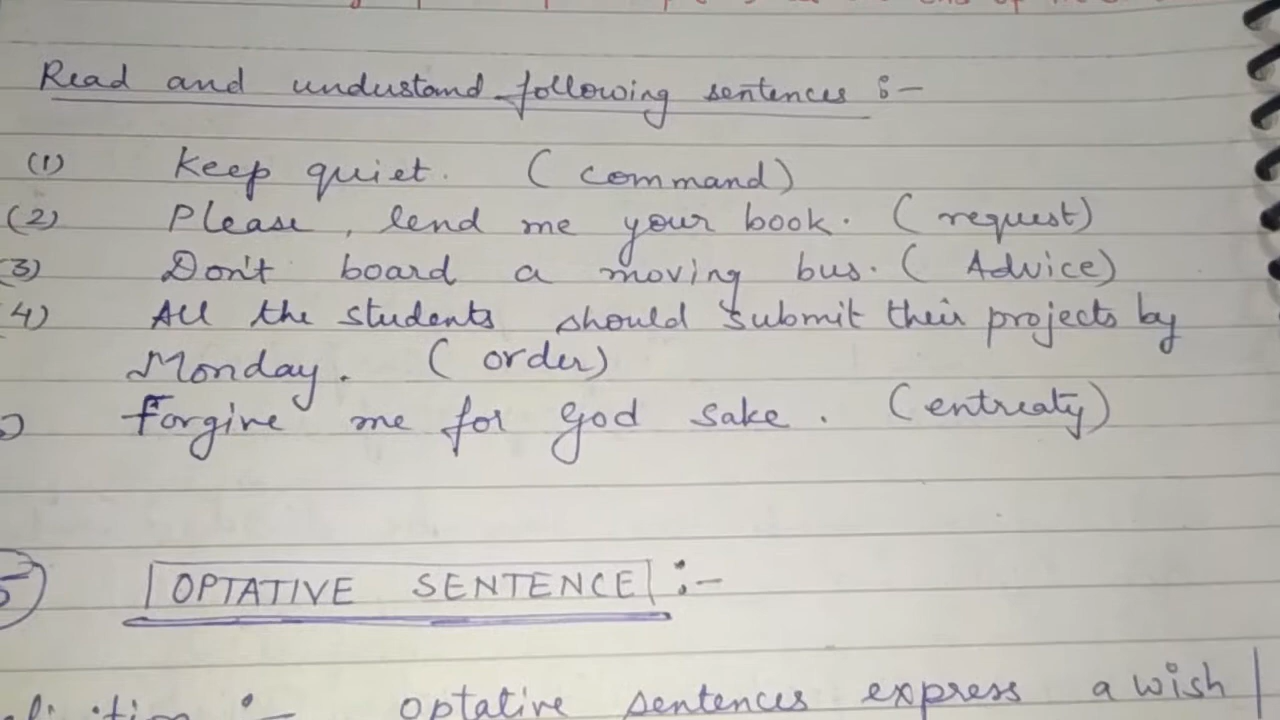 Read and understand following sentences :-
(1) Keep quiet. (command)
(2) Please, lend me your book. (request)
(3) Don't board a moving bus. (Advice)
(4) All the students should submit their projects by
Monday. (order)
Forgive me for god sake. (entreaty)
5) OPTATIVE SENTENCE :-
:- optative sentences express a wish